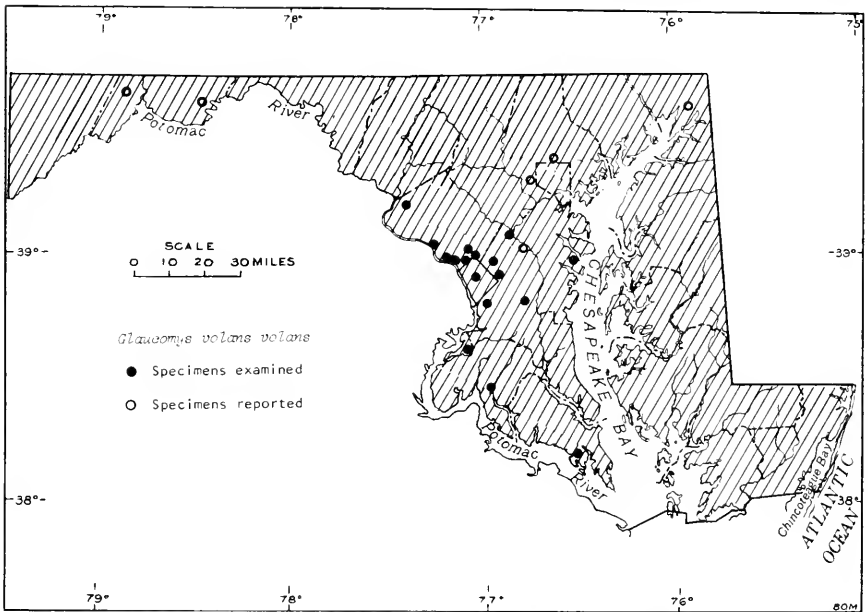 79° 78° 77° 76° 75°
Potomac
River
39° 39°
SCALE
0 10 20 30 MILES
CHESAPEAKE BAY
Glaucomys volans volans
Specimens examined
Specimens reported
Potomac
River
38° 38°
Chincoteague Bay
ATLANTIC
OCEAN
79° 78° 77° 76° 80M